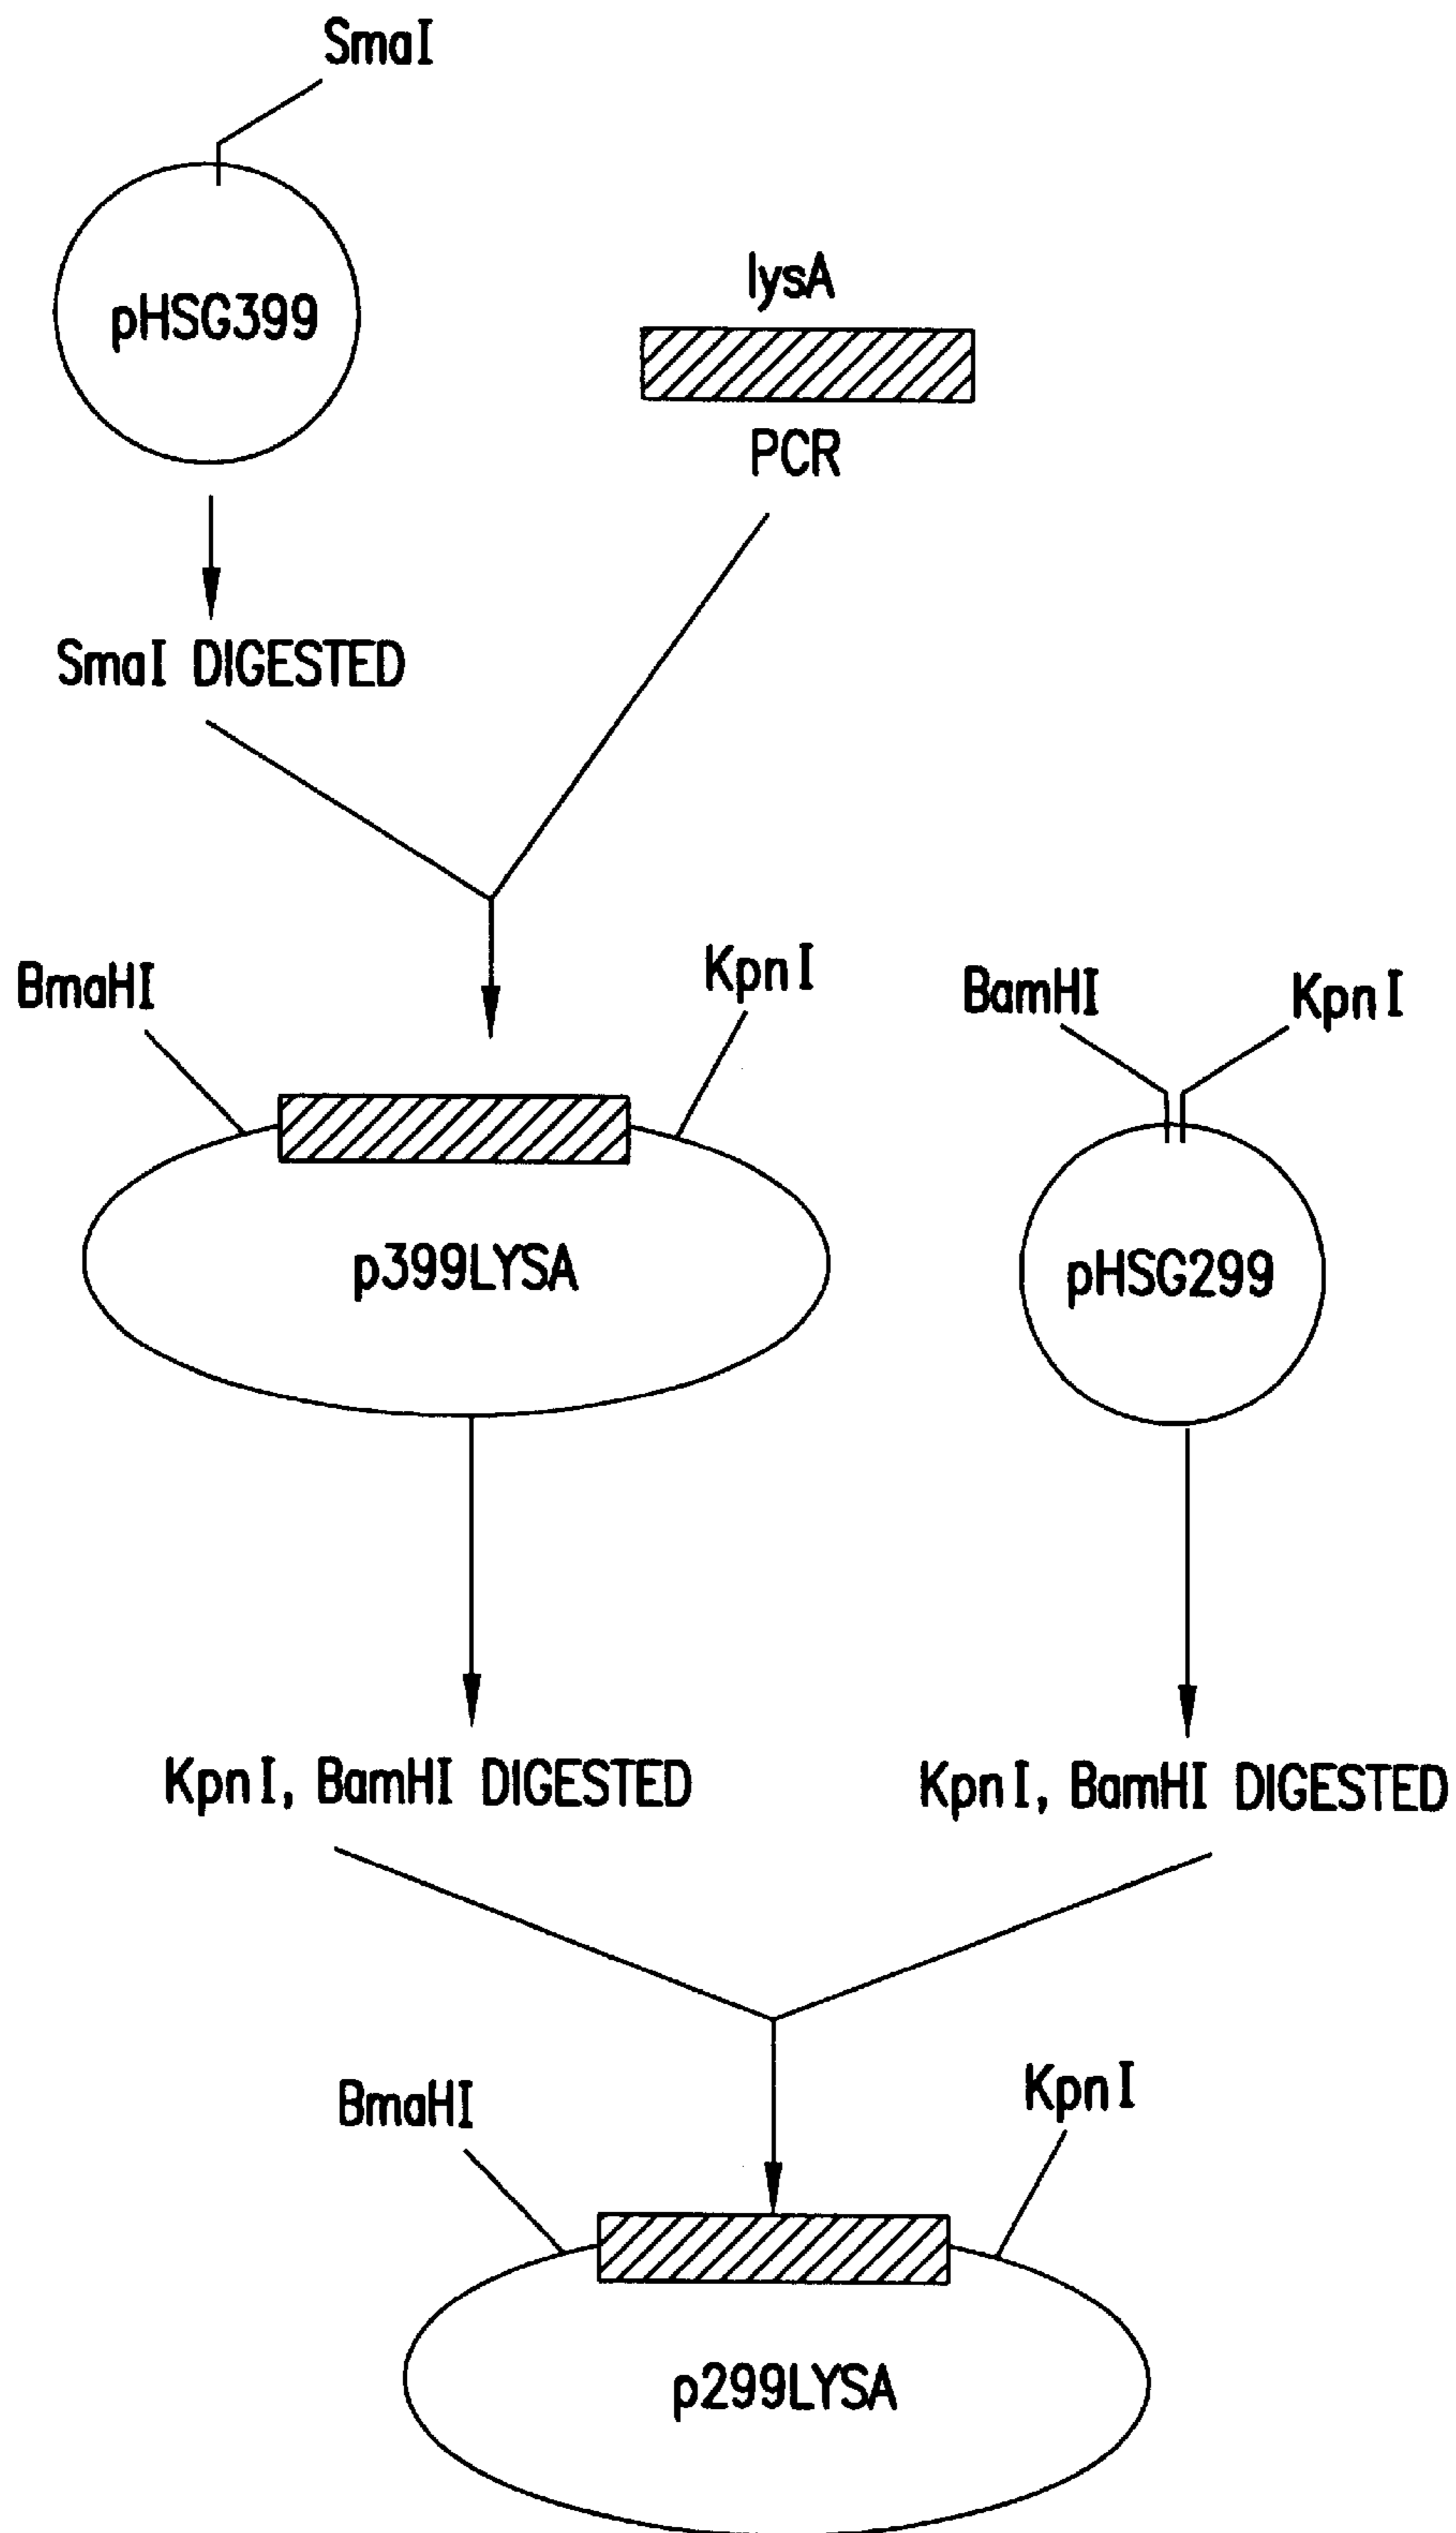 SmaI
pHSG399
lysA
PCR
SmaI DIGESTED
BmaHI
KpnI
BamHI
KpnI
p399LYSA
pHSG299
KpnI, BamHI DIGESTED
KpnI, BamHI DIGESTED
BmaHI
KpnI
p299LYSA